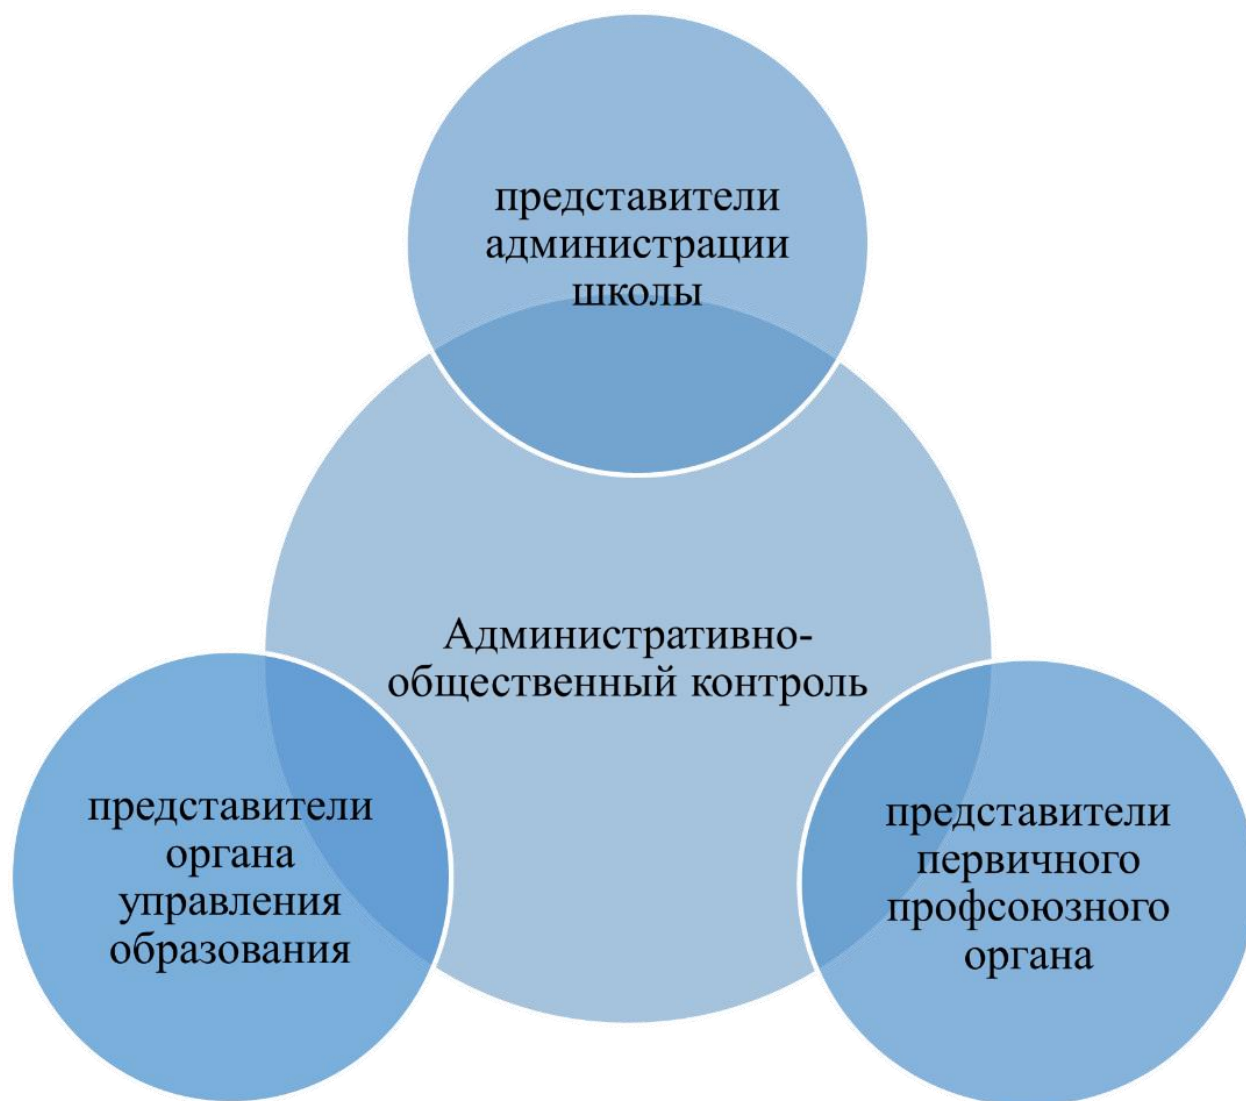 представители
администрации
школы
Административно-
общественный контроль
представители
органа
управления
образования
представители
первичного
профсоюзного
органа